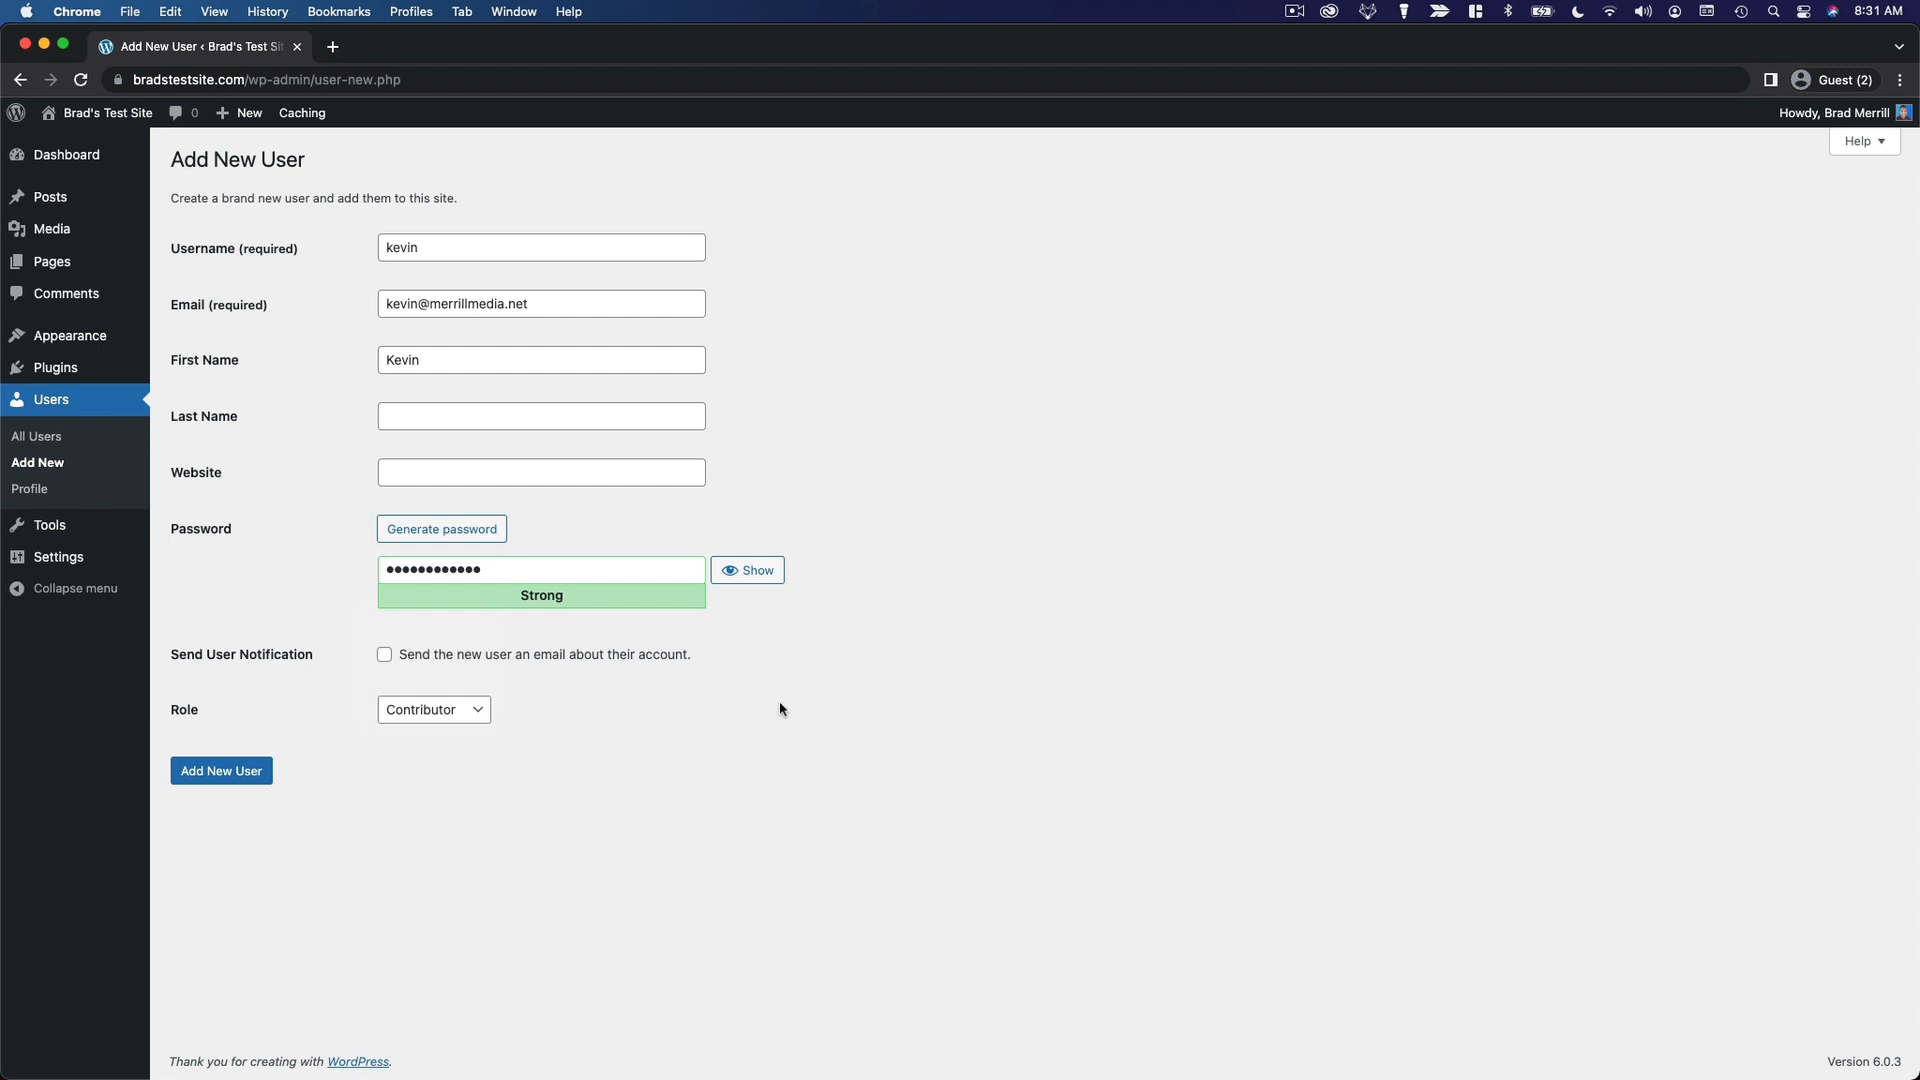 Chrome File Edit View History Bookmarks Profiles Tab Window Help 8:31 AM
Add New User ‹ Brad's Test Sit
bradstestsite.com/wp-admin/user-new.php Guest (2)
Brad's Test Site 0 New Caching Howdy, Brad Merrill
Help
Dashboard
Posts
Media
Pages
Comments
Appearance
Plugins
Users
All Users
Add New
Profile
Tools
Settings
Collapse menu
Add New User
Create a brand new user and add them to this site.
Username (required) kevin
Email (required) kevin@merrillmedia.net
First Name Kevin
Last Name
Website
Password Generate password
•••••••••••• Show
Strong
Send User Notification Send the new user an email about their account.
Role Contributor
Add New User
Thank you for creating with WordPress. Version 6.0.3